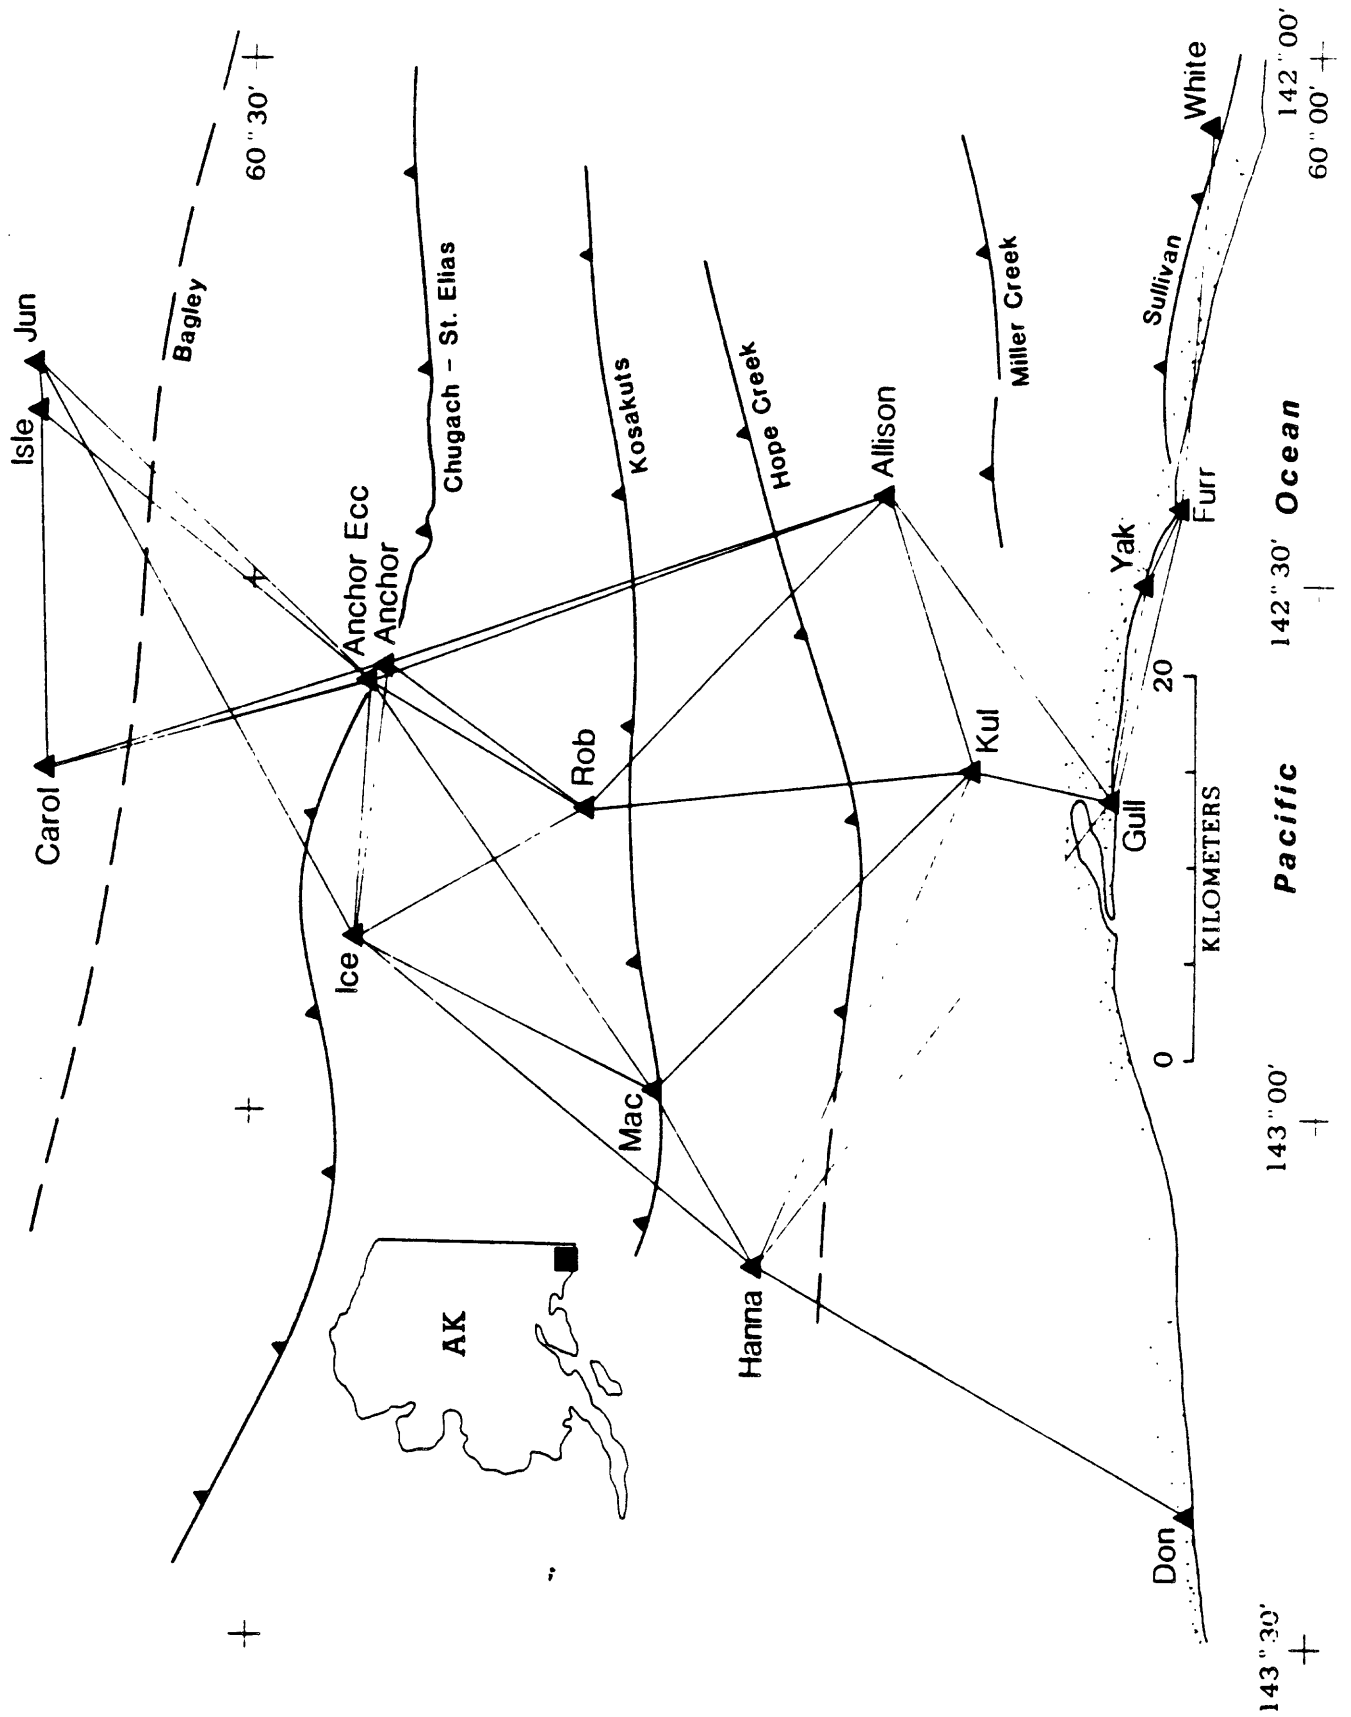 Isle
Jun
Carol
Bagley
60" 30'
Chugach – St. Elias
Anchor Ecc
Anchor
Ice
Rob
Kosakuts
Mac
Hope Creek
Hanna
Allison
Kul
Miller Creek
AK
Sullivan
White
Gull
Yak
Furr
Don
0
20
KILOMETERS
Pacific Ocean
143" 30'
143" 00'
142" 30'
142" 00'
60" 00'